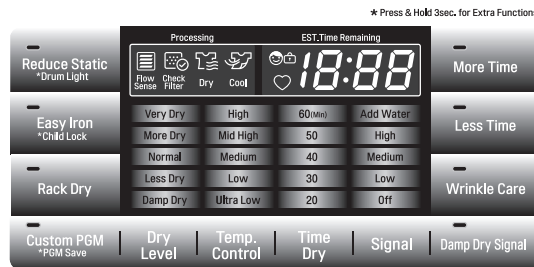 * Press & Hold 3sec. for Extra Functions
Processing EST.Time Remaining
Flow Sense Check Filter Dry Cool 18:88
Reduce Static
*Drum Light
Easy Iron
*Child Lock
Rack Dry
Custom PGM
*PGM Save
Very Dry High 60(Min) Add Water
More Dry Mid High 50 High
Normal Medium 40 Medium
Less Dry Low 30 Low
Damp Dry Ultra Low 20 Off
Dry Level
Temp. Control
Time Dry
Signal
More Time
Less Time
Wrinkle Care
Damp Dry Signal